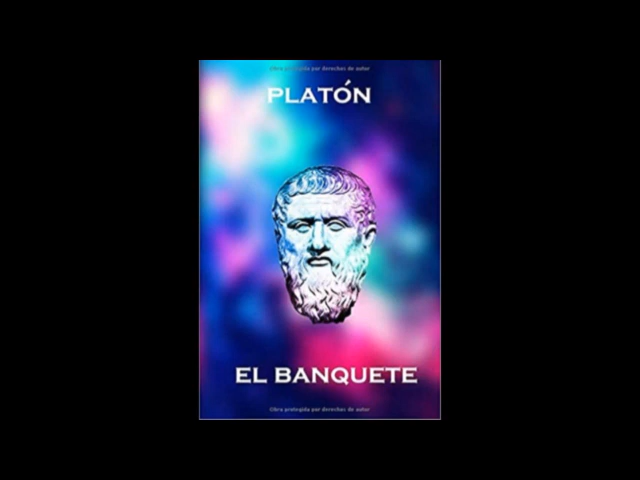 Obra protegida por derechos de autor
PLATÓN
EL BANQUETE
Obra protegida por derechos de autor